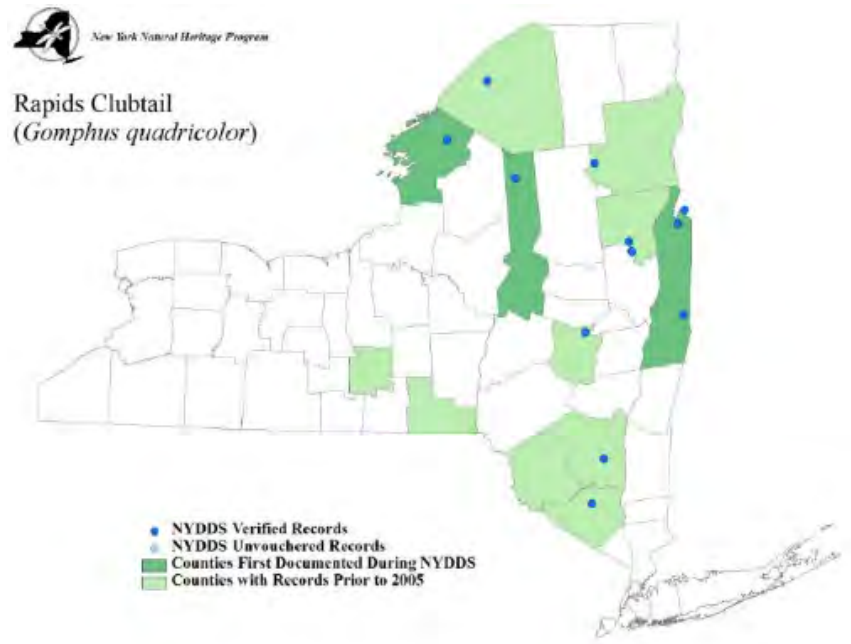 New York Natural Heritage Program
Rapids Clubtail
(Gomphus quadricolor)
NYDDS Verified Records
NYDDS Unvouchered Records
Counties First Documented During NYDDS
Counties with Records Prior to 2005